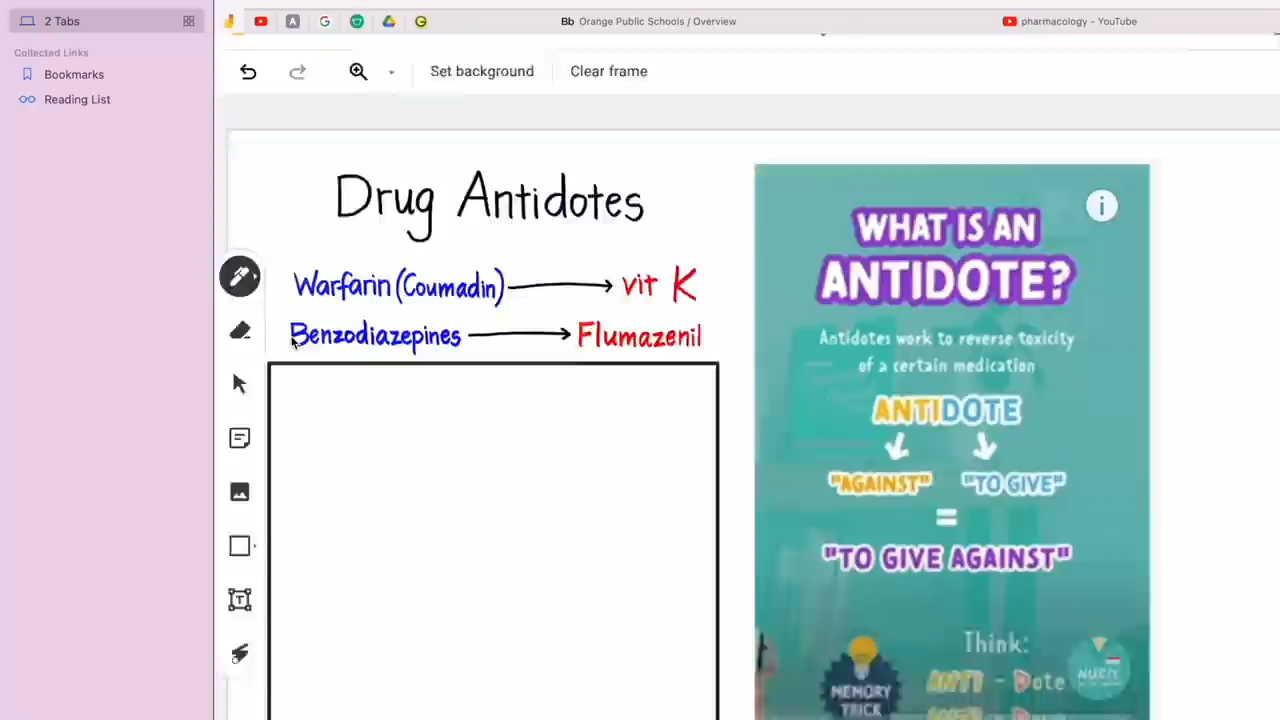 2 Tabs
Collected Links
Bookmarks
Reading List
A
G
G
Bb Orange Public Schools / Overview
pharmacology - YouTube
Set background
Clear frame
Drug Antidotes
Warfarin (Coumadin) → vit K
Benzodiazepines → Flumazenil
T
i
WHAT IS AN
ANTIDOTE?
Antidotes work to reverse toxicity
of a certain medication
ANTIDOTE
"AGAINST" "TO GIVE"
=
"TO GIVE AGAINST"
Think:
ANTI - Dote
MEMORY
TRICK